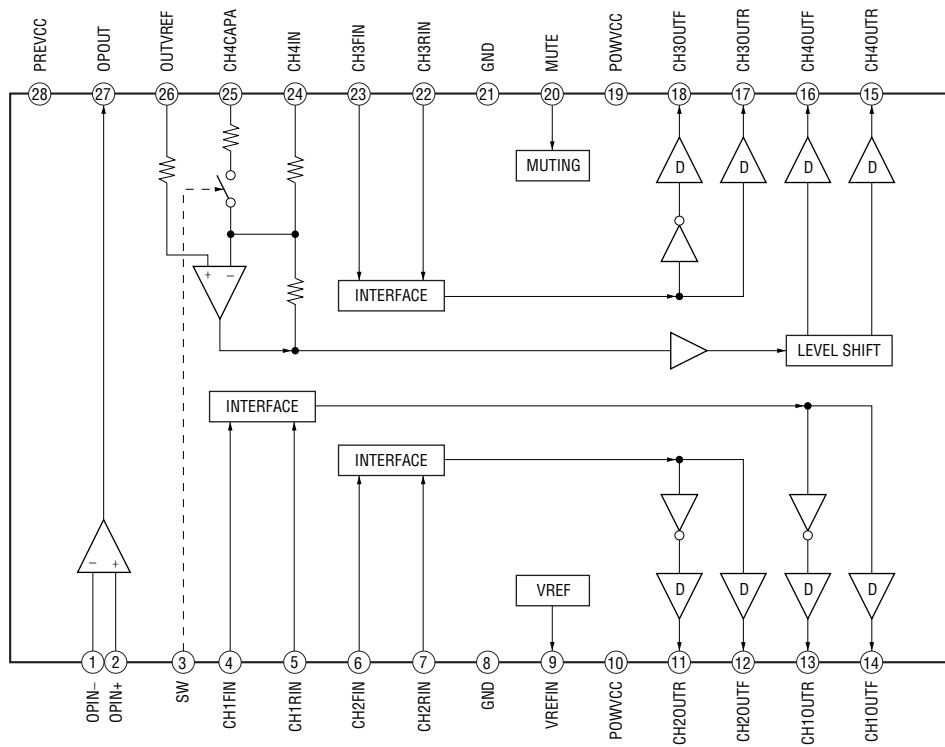 PREVCC
OPOUT
OUTVREF
CH4CAPA
CH4IN
CH3FIN
CH3RIN
GND
MUTE
POWVCC
CH3OUTF
CH3OUTR
CH4OUTF
CH4OUTR
28 27 26 25 24 23 22 21 20 19 18 17 16 15
MUTING
D D D D
+ −
INTERFACE
LEVEL SHIFT
INTERFACE
INTERFACE
− +
VREF
D D D D
1 2 3 4 5 6 7 8 9 10 11 12 13 14
OPIN−
OPIN+
SW
CH1FIN
CH1RIN
CH2FIN
CH2RIN
GND
VREFIN
POWVCC
CH2OUTR
CH2OUTF
CH1OUTR
CH1OUTF